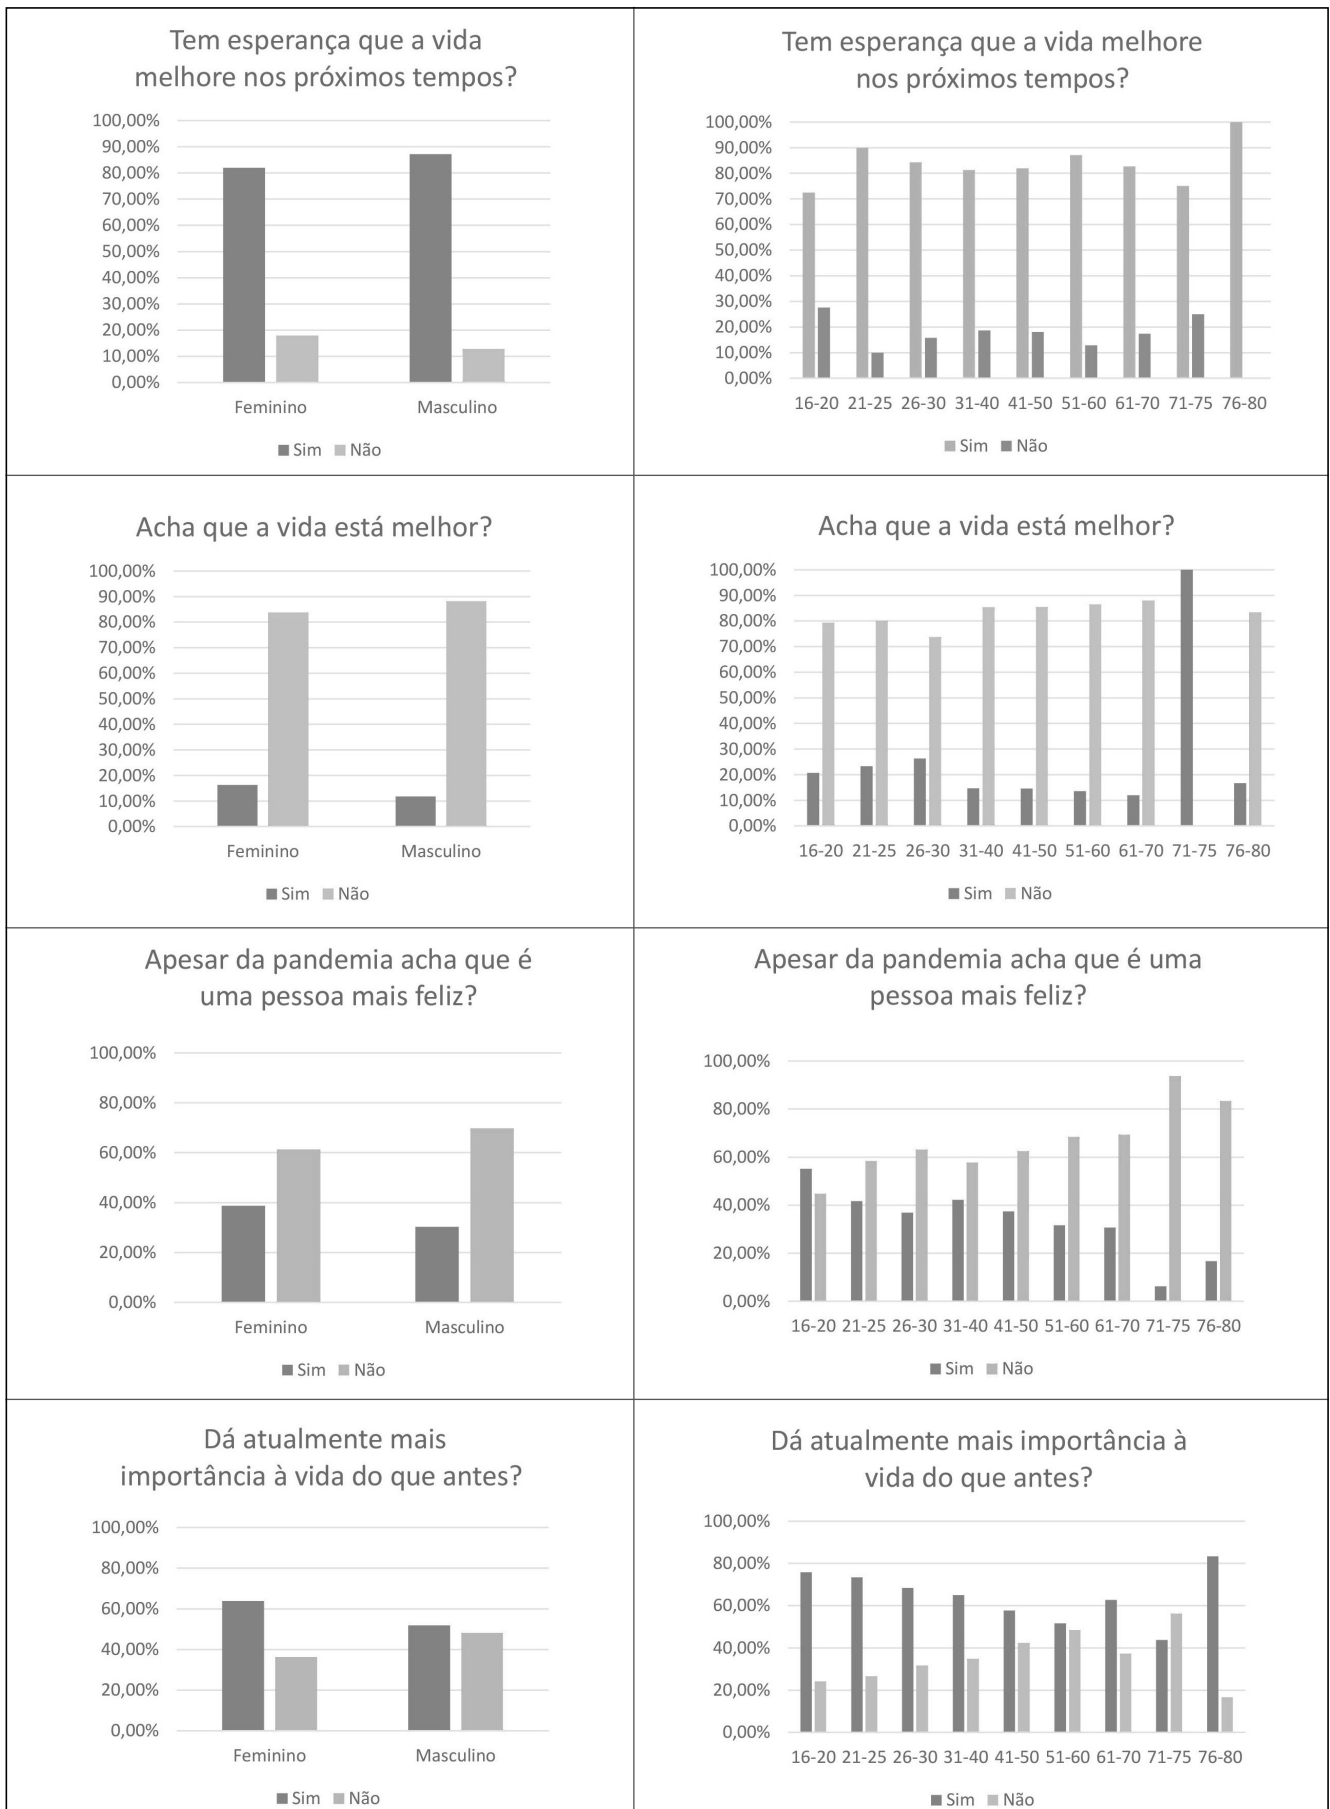 Tem esperança que a vida
melhore nos próximos tempos?
100,00%
90,00%
80,00%
70,00%
60,00%
50,00%
40,00%
30,00%
20,00%
10,00%
0,00%
Feminino Masculino
Sim Não
Tem esperança que a vida melhore
nos próximos tempos?
100,00%
90,00%
80,00%
70,00%
60,00%
50,00%
40,00%
30,00%
20,00%
10,00%
0,00%
16-20 21-25 26-30 31-40 41-50 51-60 61-70 71-75 76-80
Sim Não
Acha que a vida está melhor?
100,00%
90,00%
80,00%
70,00%
60,00%
50,00%
40,00%
30,00%
20,00%
10,00%
0,00%
Feminino Masculino
Sim Não
Acha que a vida está melhor?
100,00%
90,00%
80,00%
70,00%
60,00%
50,00%
40,00%
30,00%
20,00%
10,00%
0,00%
16-20 21-25 26-30 31-40 41-50 51-60 61-70 71-75 76-80
Sim Não
Apesar da pandemia acha que é
uma pessoa mais feliz?
100,00%
80,00%
60,00%
40,00%
20,00%
0,00%
Feminino Masculino
Sim Não
Apesar da pandemia acha que é uma
pessoa mais feliz?
100,00%
80,00%
60,00%
40,00%
20,00%
0,00%
16-20 21-25 26-30 31-40 41-50 51-60 61-70 71-75 76-80
Sim Não
Dá atualmente mais
importância à vida do que antes?
100,00%
80,00%
60,00%
40,00%
20,00%
0,00%
Feminino Masculino
Sim Não
Dá atualmente mais importância à
vida do que antes?
100,00%
80,00%
60,00%
40,00%
20,00%
0,00%
16-20 21-25 26-30 31-40 41-50 51-60 61-70 71-75 76-80
Sim Não